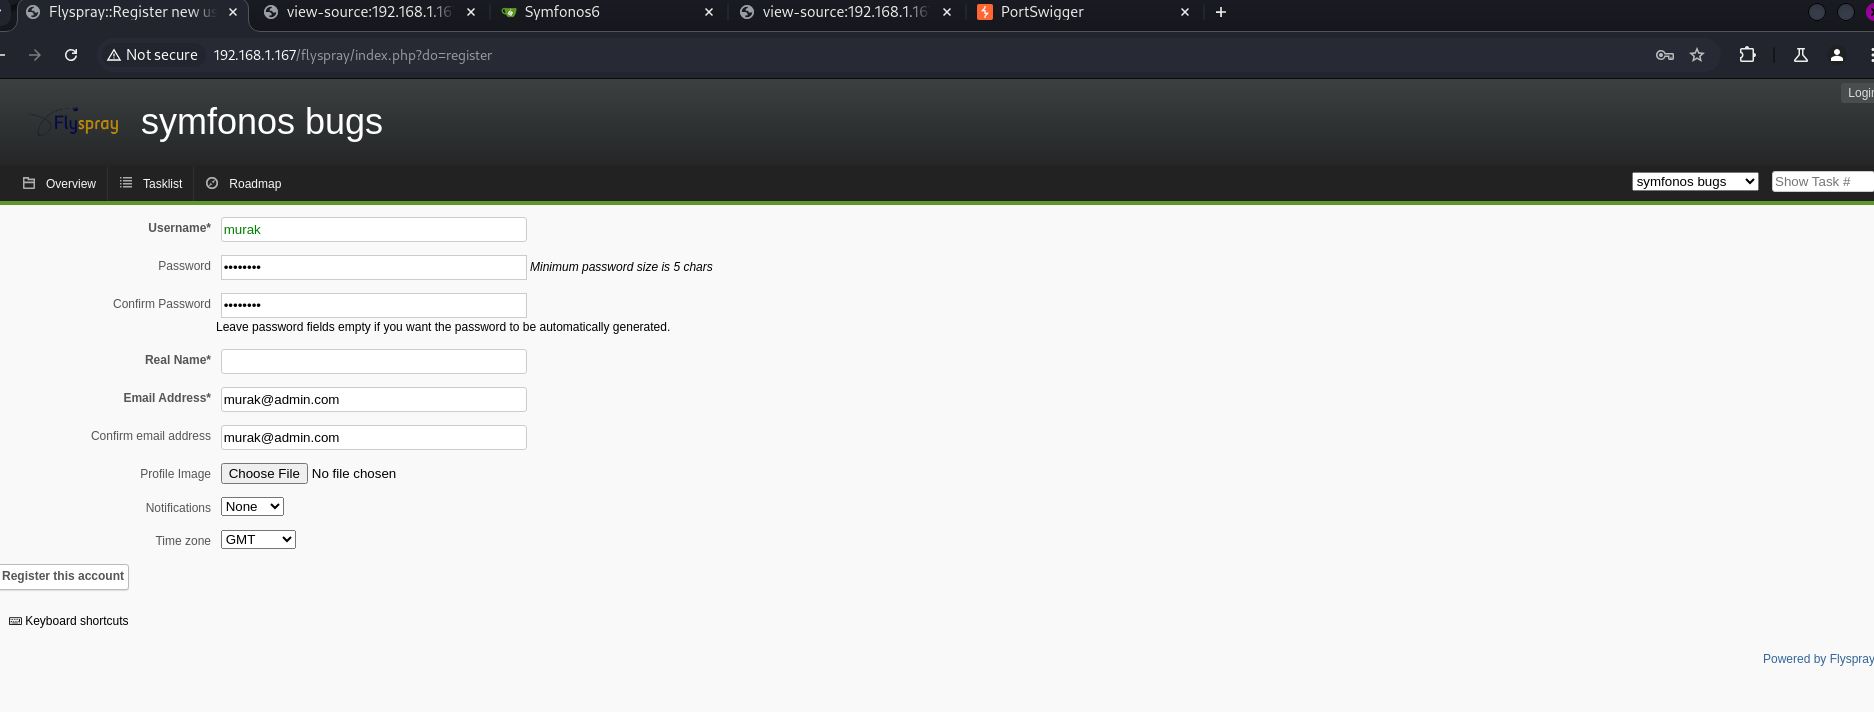 Flyspray::Register new us
view-source:192.168.1.16
Symfonos6
view-source:192.168.1.16
PortSwigger
Not secure 192.168.1.167/flyspray/index.php?do=register
Login
Flyspray symfonos bugs
Overview Tasklist Roadmap symfonos bugs Show Task #
Username* murak
Password •••••••• Minimum password size is 5 chars
Confirm Password ••••••••
Leave password fields empty if you want the password to be automatically generated.
Real Name*
Email Address* murak@admin.com
Confirm email address murak@admin.com
Profile Image Choose File No file chosen
Notifications None
Time zone GMT
Register this account
Keyboard shortcuts
Powered by Flyspray